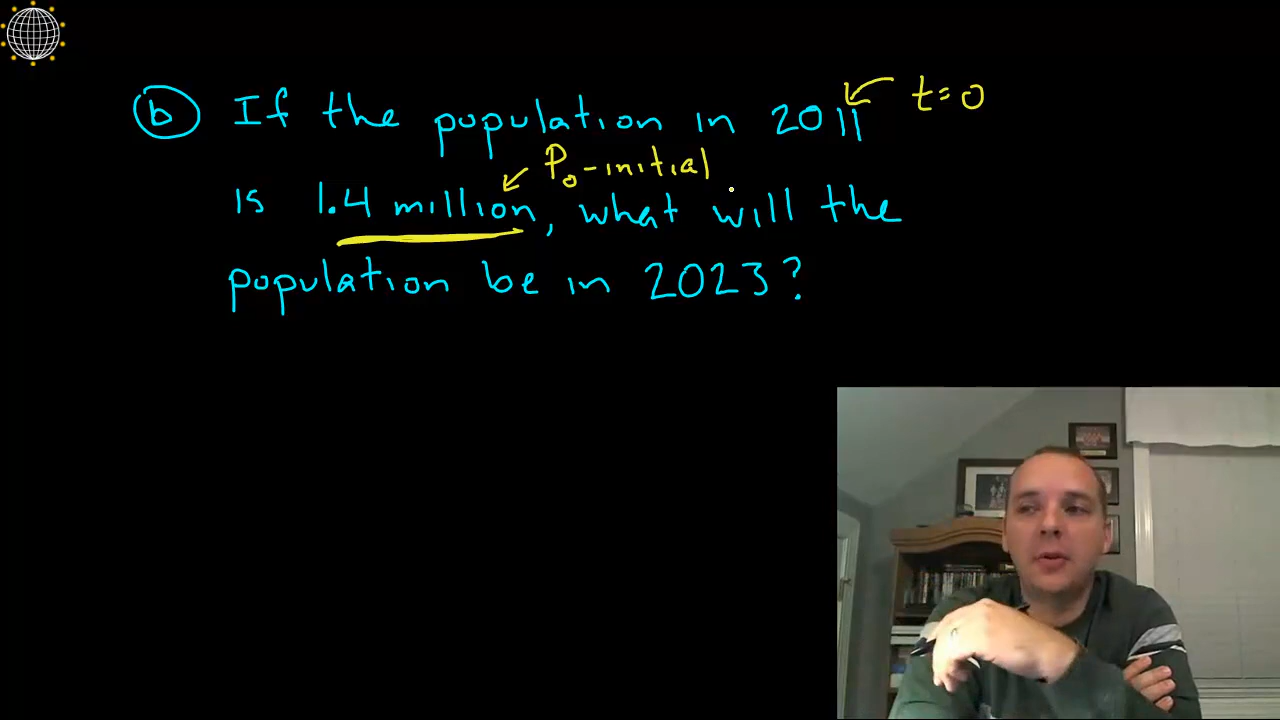 b If the population in 2011 t=0
P₀-initial
is 1.4 million, what will the
population be in 2023?